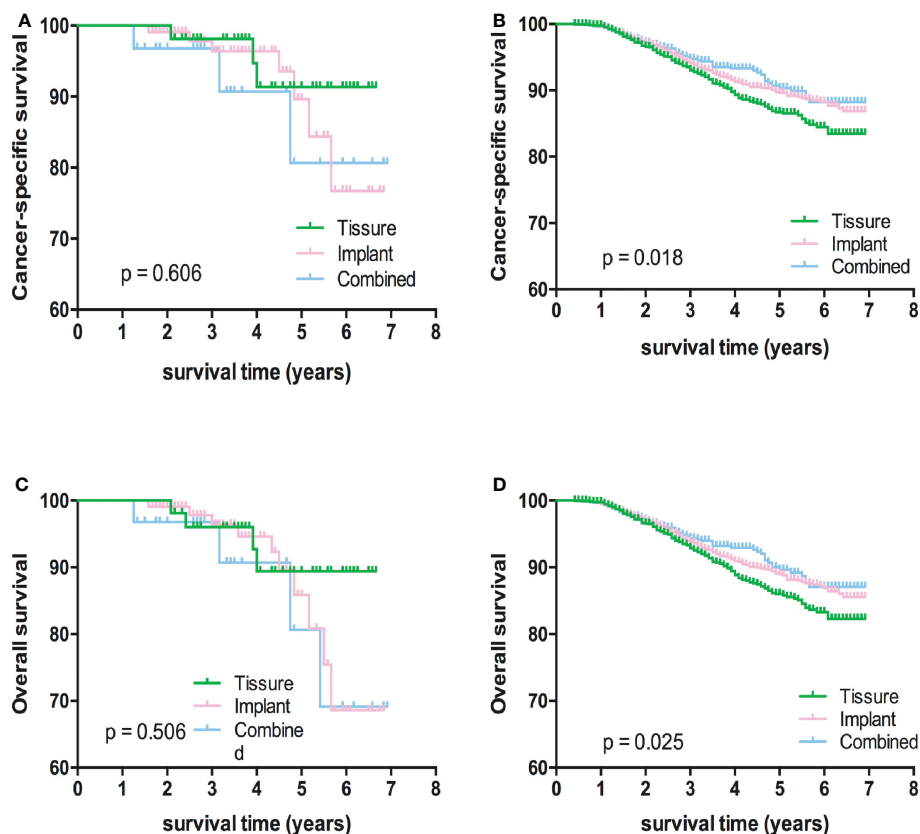 A
Cancer-specific survival
100
90
80
70
60
Tissure
Implant
Combined
p = 0.606
0 1 2 3 4 5 6 7 8
survival time (years)
B
Cancer-specific survival
100
90
80
70
60
Tissure
Implant
Combined
p = 0.018
0 1 2 3 4 5 6 7 8
survival time (years)
C
Overall survival
100
90
80
70
60
Tissure
Implant
Combine
d
p = 0.506
0 1 2 3 4 5 6 7 8
survival time (years)
D
Overall survival
100
90
80
70
60
Tissure
Implant
Combined
p = 0.025
0 1 2 3 4 5 6 7 8
survival time (years)